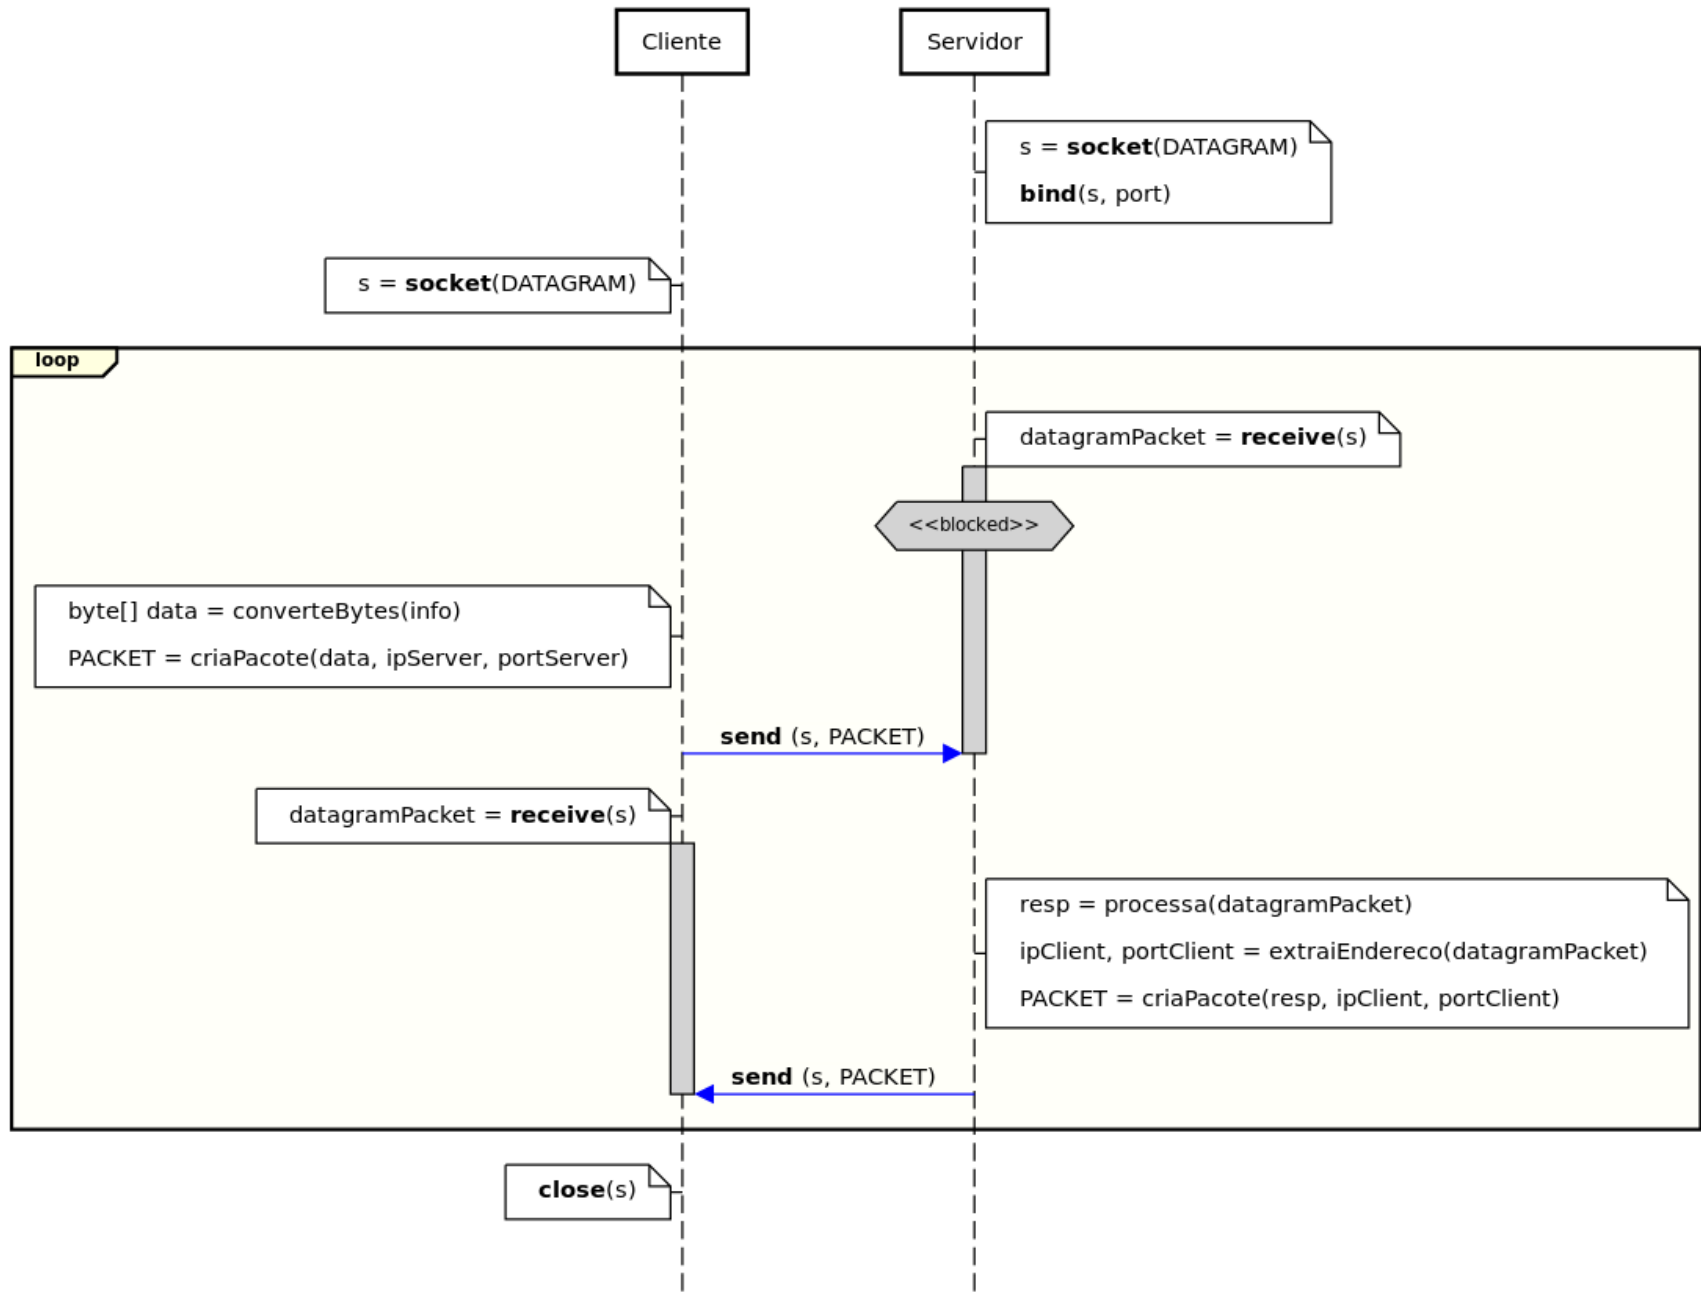 Cliente
Servidor
s = socket(DATAGRAM)
bind(s, port)
s = socket(DATAGRAM)
loop
datagramPacket = receive(s)
<<blocked>>
byte[] data = converteBytes(info)
PACKET = criaPacote(data, ipServer, portServer)
send (s, PACKET)
datagramPacket = receive(s)
resp = processa(datagramPacket)
ipClient, portClient = extraiEndereco(datagramPacket)
PACKET = criaPacote(resp, ipClient, portClient)
send (s, PACKET)
close(s)